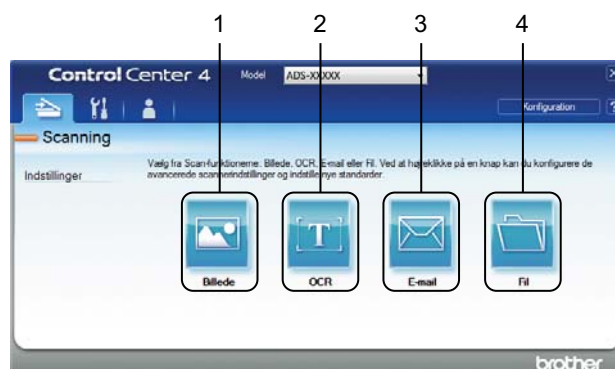 1 2 3 4
Control Center 4 Model ADS-XXXXX
Konfiguration ?
Scanning
Indstillinger
Vælg fra Scan-funktionerne. Billede, OCR, E-mail eller Fil. Ved at højreklikke på en knap kan du konfigurere de
avancerede scannerindstillinger og indstille nye standarder.
T
Billede OCR E-mail Fil
brother